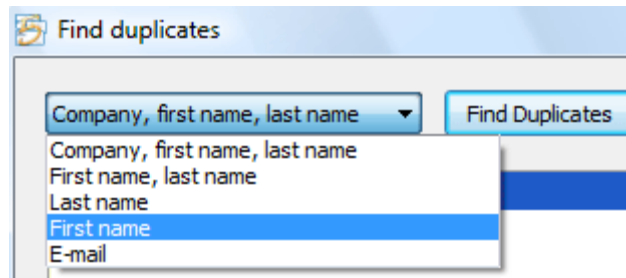 Find duplicates
Company, first name, last name Find Duplicates
Company, first name, last name
First name, last name
Last name
First name
E-mail